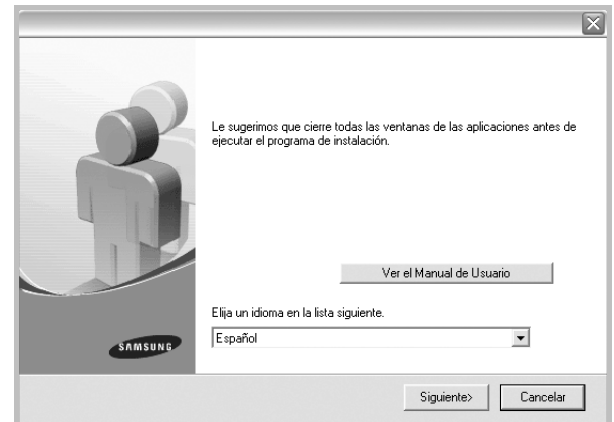 Le sugerimos que cierre todas las ventanas de las aplicaciones antes de
ejecutar el programa de instalación.
Ver el Manual de Usuario
Elija un idioma en la lista siguiente.
Español
SAMSUNG
Siguiente>
Cancelar